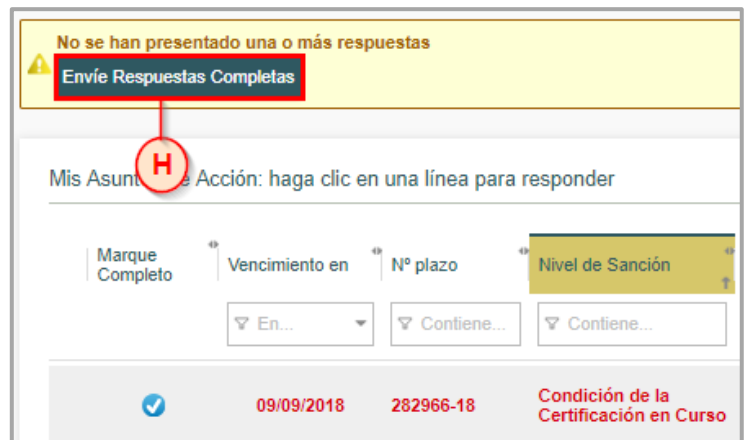 No se han presentado una o más respuestas
Envíe Respuestas Completas
H
Mis Asunt e Acción: haga clic en una línea para responder
Marque Completo
Vencimiento en
Nº plazo
Nivel de Sanción
En...
Contiene...
Contiene...
09/09/2018
282966-18
Condición de la
Certificación en Curso